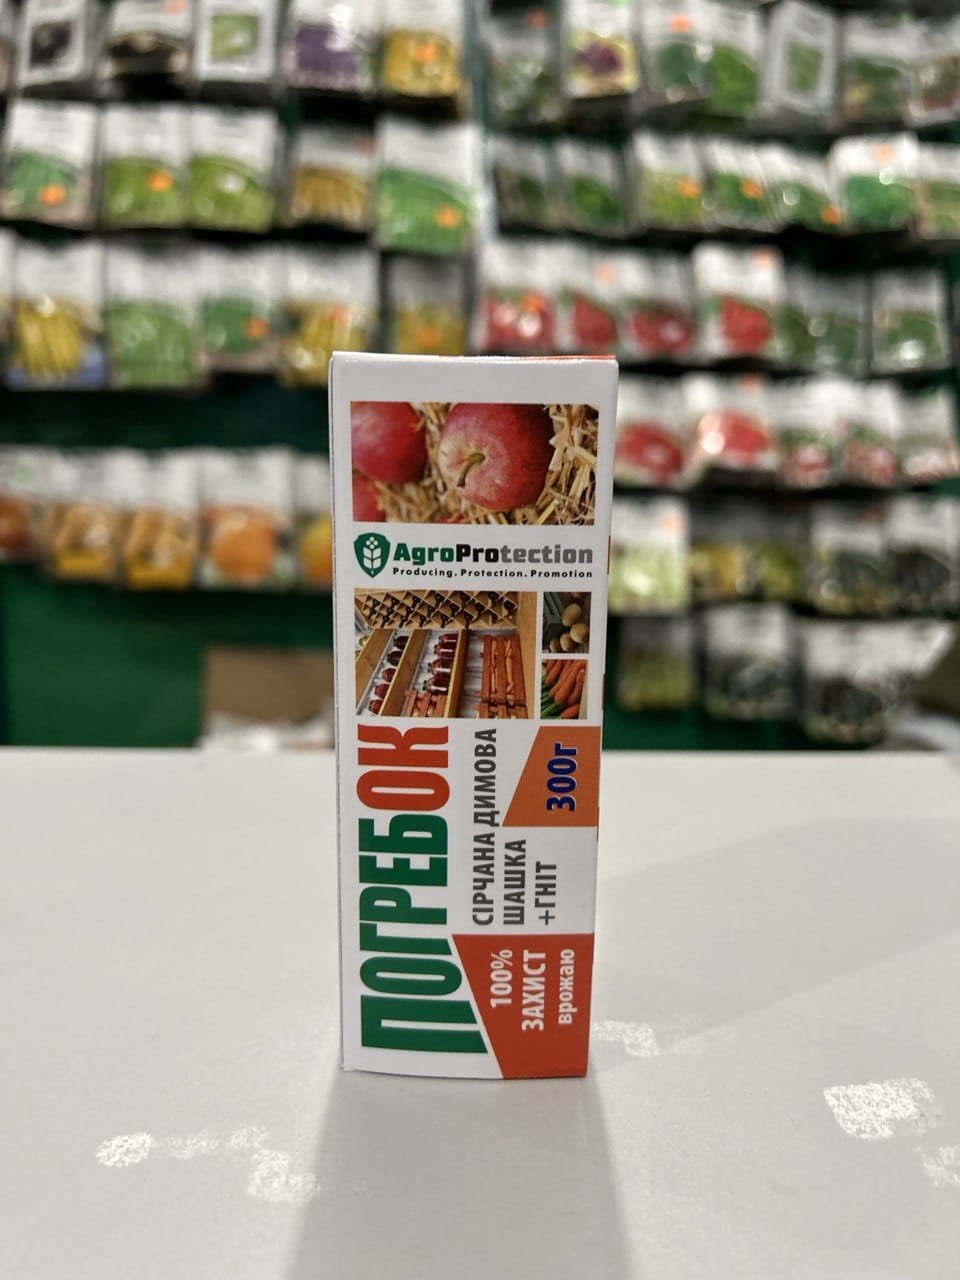 AgroProtection
Producing. Protection. Promotion
ПОГРЕБОК
СІРЧАНА ДИМОВА
ШАШКА
+ГНІТ
300г
100%
ЗАХИСТ
врожаю